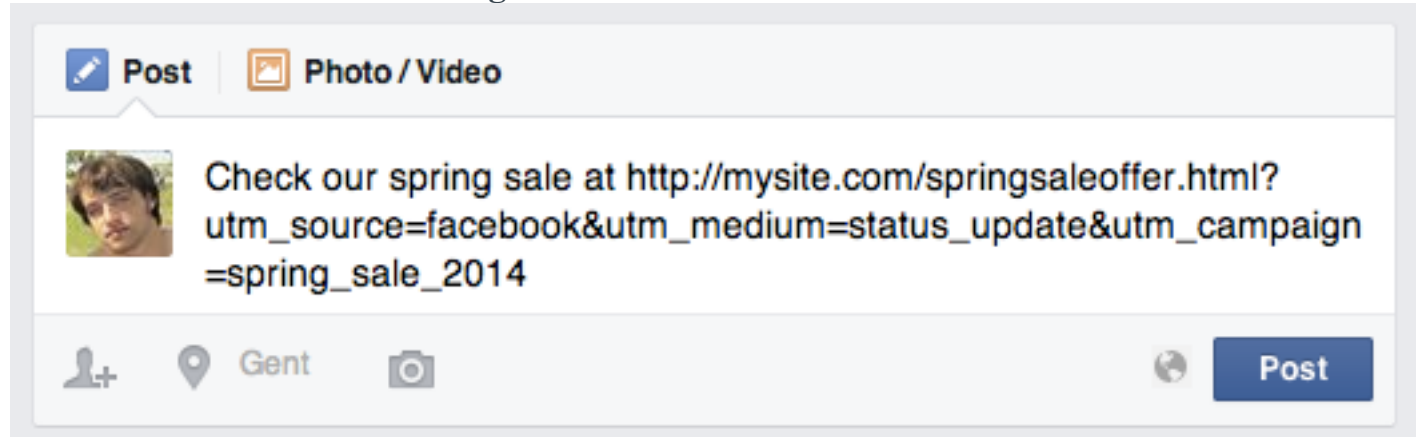 Post Photo / Video
Check our spring sale at http://mysite.com/springsaleoffer.html?
utm_source=facebook&utm_medium=status_update&utm_campaign
=spring_sale_2014
Gent Post